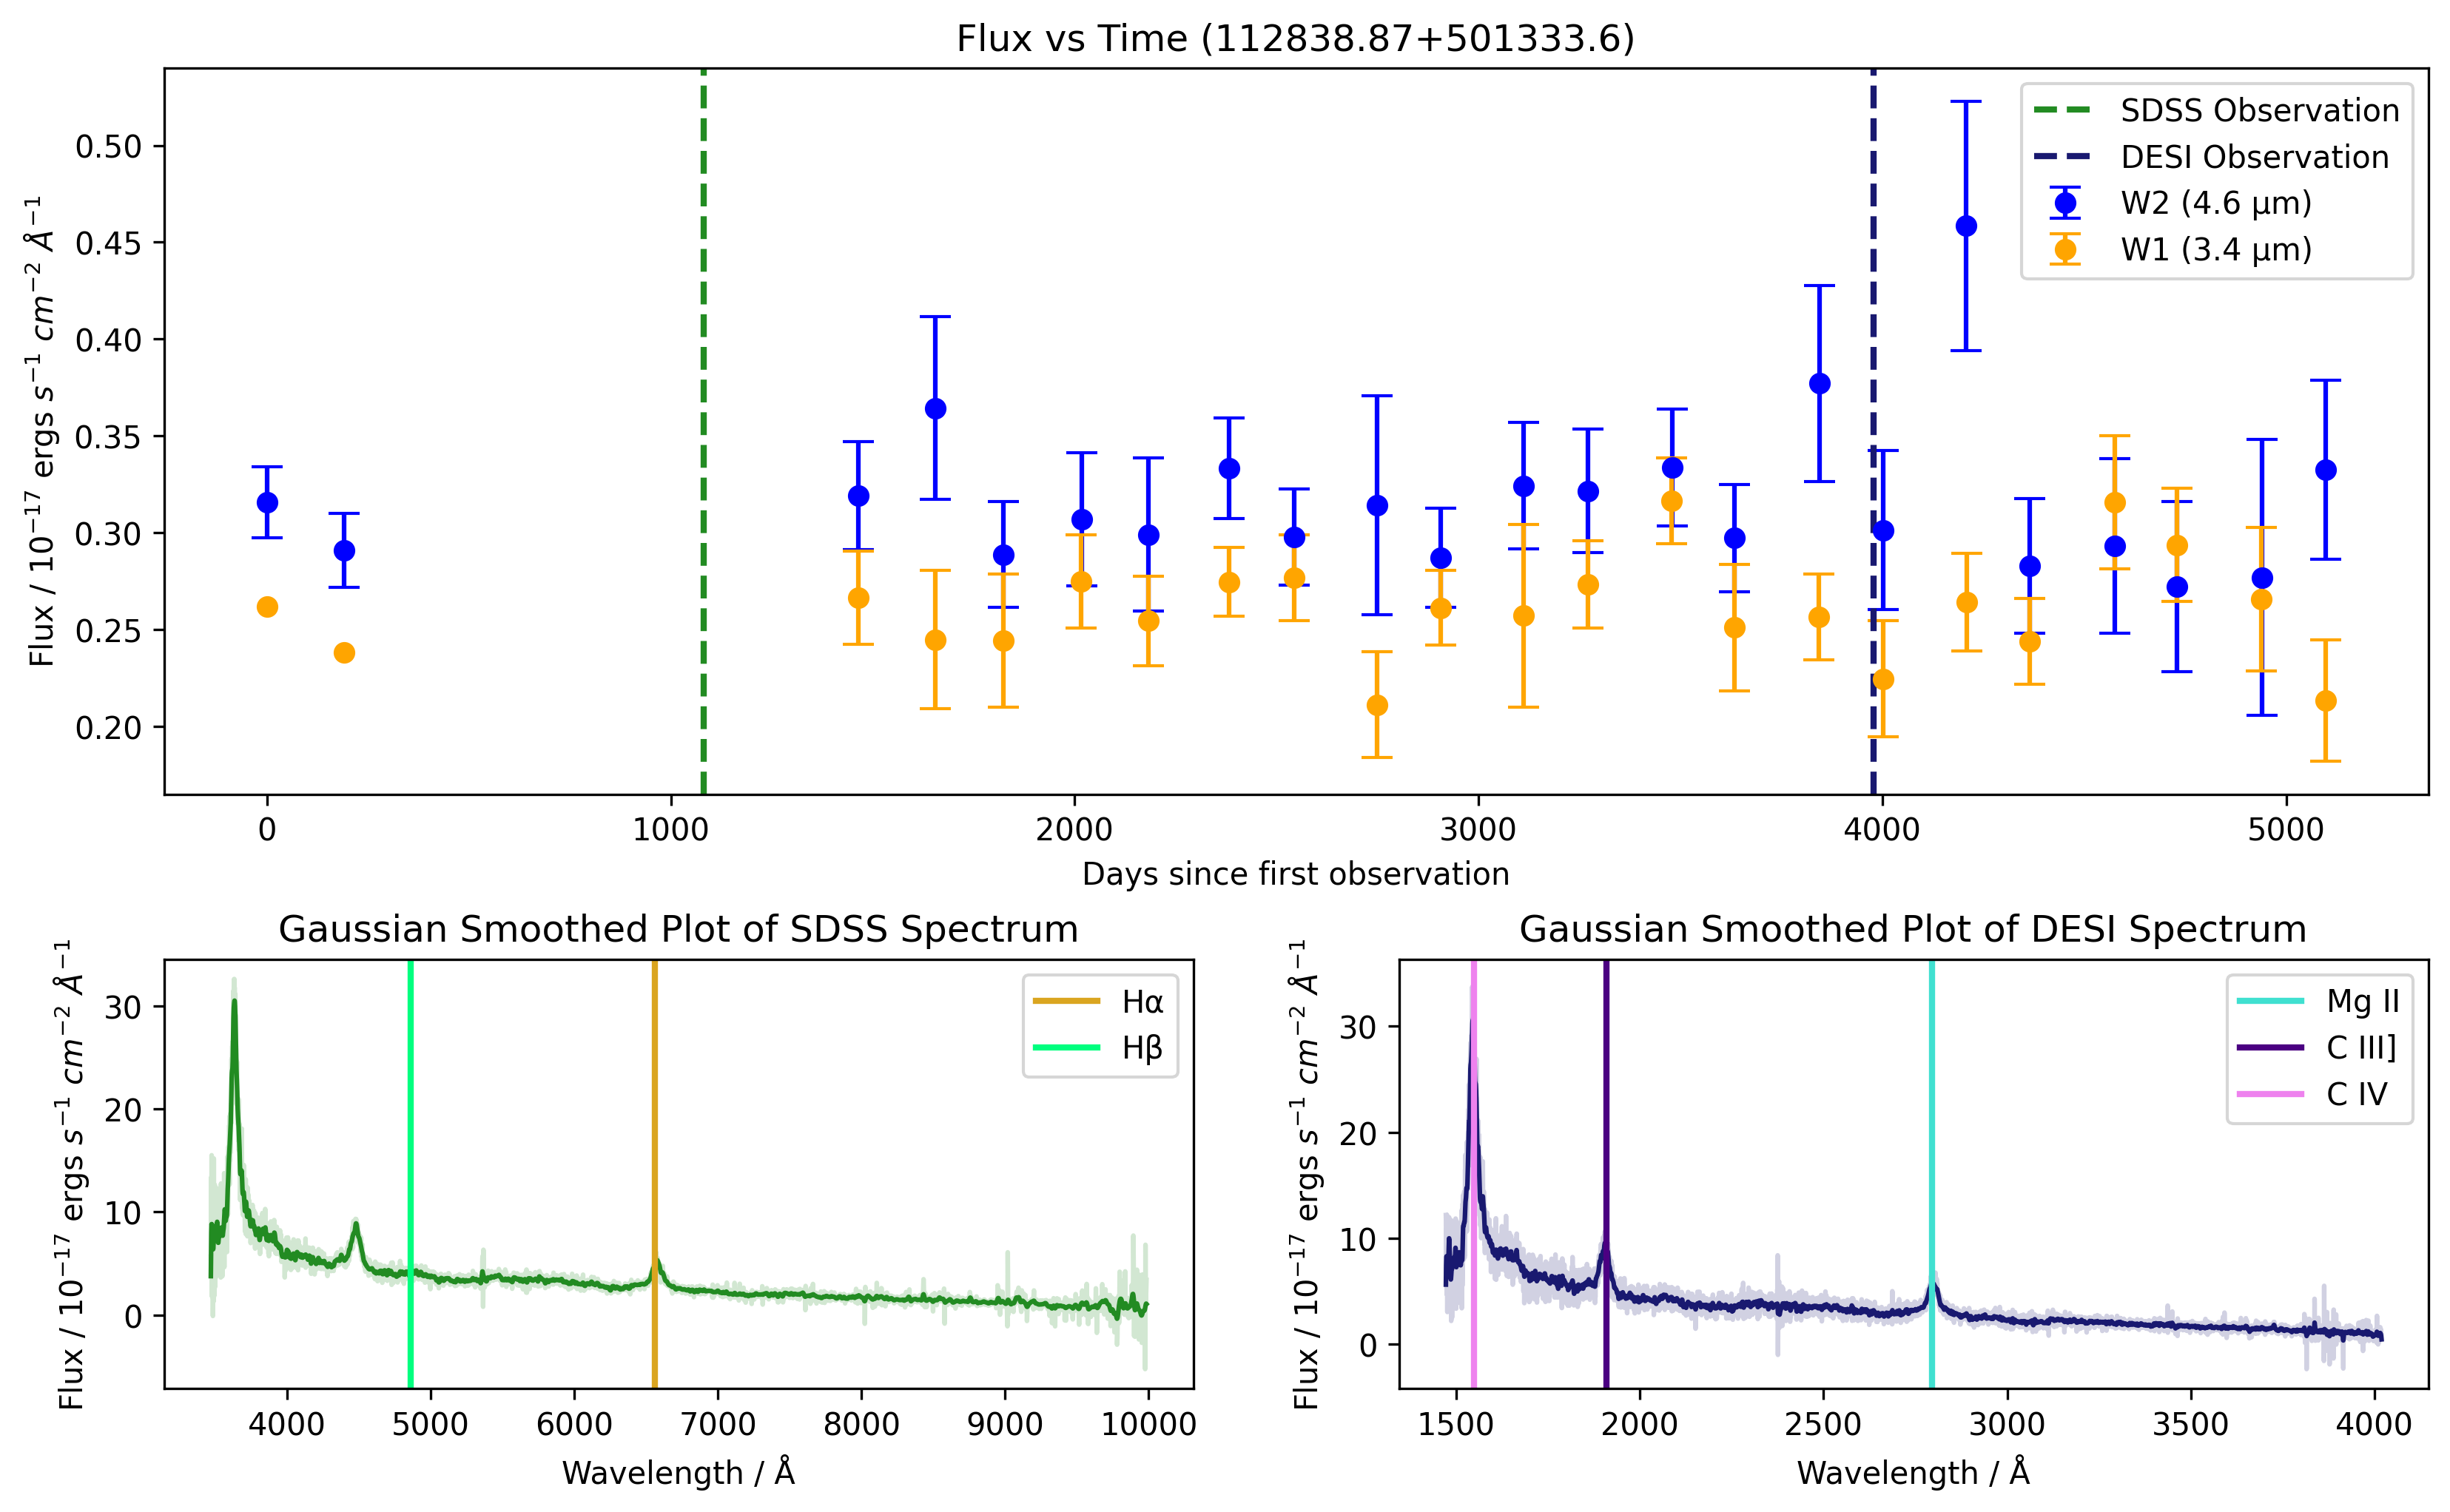 Flux vs Time (112838.87+501333.6)
Flux / 10⁻¹⁷ ergs s⁻¹ cm⁻² Å⁻¹
0.50
0.45
0.40
0.35
0.30
0.25
0.20
SDSS Observation
DESI Observation
W2 (4.6 μm)
W1 (3.4 μm)
0 1000 2000 3000 4000 5000
Days since first observation
Gaussian Smoothed Plot of SDSS Spectrum
Flux / 10⁻¹⁷ ergs s⁻¹ cm⁻² Å⁻¹
30
20
10
0
Hα
Hβ
4000 5000 6000 7000 8000 9000 10000
Wavelength / Å
Gaussian Smoothed Plot of DESI Spectrum
Flux / 10⁻¹⁷ ergs s⁻¹ cm⁻² Å⁻¹
30
20
10
0
Mg II
C III]
C IV
1500 2000 2500 3000 3500 4000
Wavelength / Å